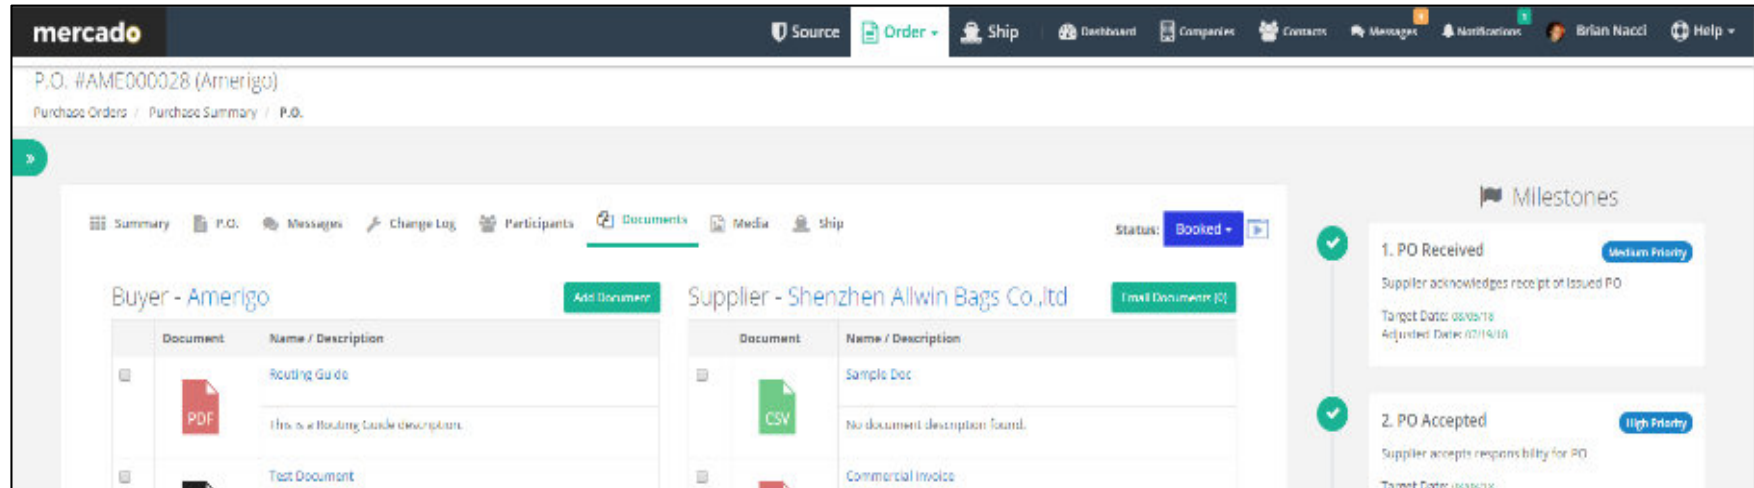 mercado Source Order Ship Dashboard Companies Contacts Messages Notifications Brian Nacci Help
P.O. #AME000028 (Amerigo)
Purchase Orders / Purchase Summary / P.O.
»
Milestones
Summary P.O. Messages Change Log Participants Documents Media Ship Status: Booked
1. PO Received Medium Priority
Supplier acknowledges receipt of issued PO
Target Date:
Adjusted Date: 07/19/18
Buyer - Amerigo Add Document
Supplier - Shenzhen Allwin Bags Co.,ltd Email Documents (0)
Document Name / Description
Document Name / Description
Routing Guide
Sample Doc
PDF
This is a Routing Guide description.
CSV
No document description found.
2. PO Accepted High Priority
Supplier accepts responsibility for PO
Target Date:
Test Document
Commercial Invoice